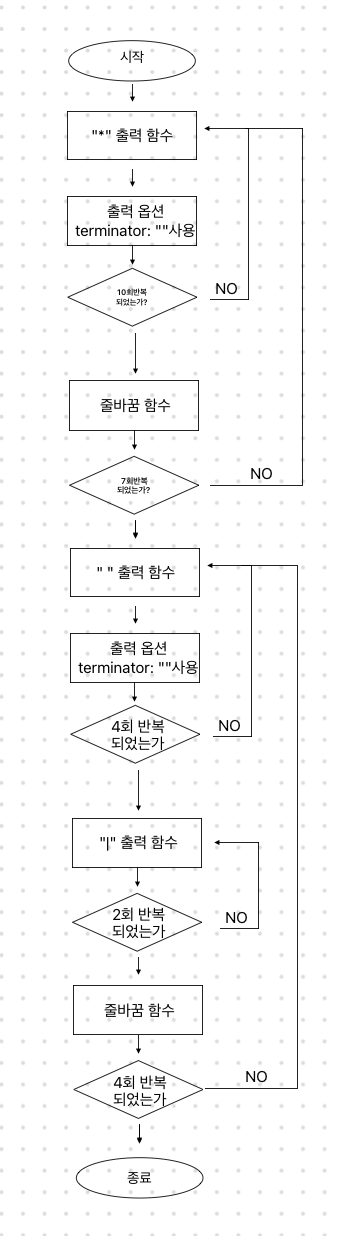 시작
"*" 출력 함수
출력 옵션
terminator: ""사용
10회반복
되었는가?
NO
줄바꿈 함수
7회반복
되었는가?
NO
" " 출력 함수
출력 옵션
terminator: ""사용
4회 반복
되었는가
NO
"|" 출력 함수
2회 반복
되었는가
NO
줄바꿈 함수
4회 반복
되었는가
NO
종료